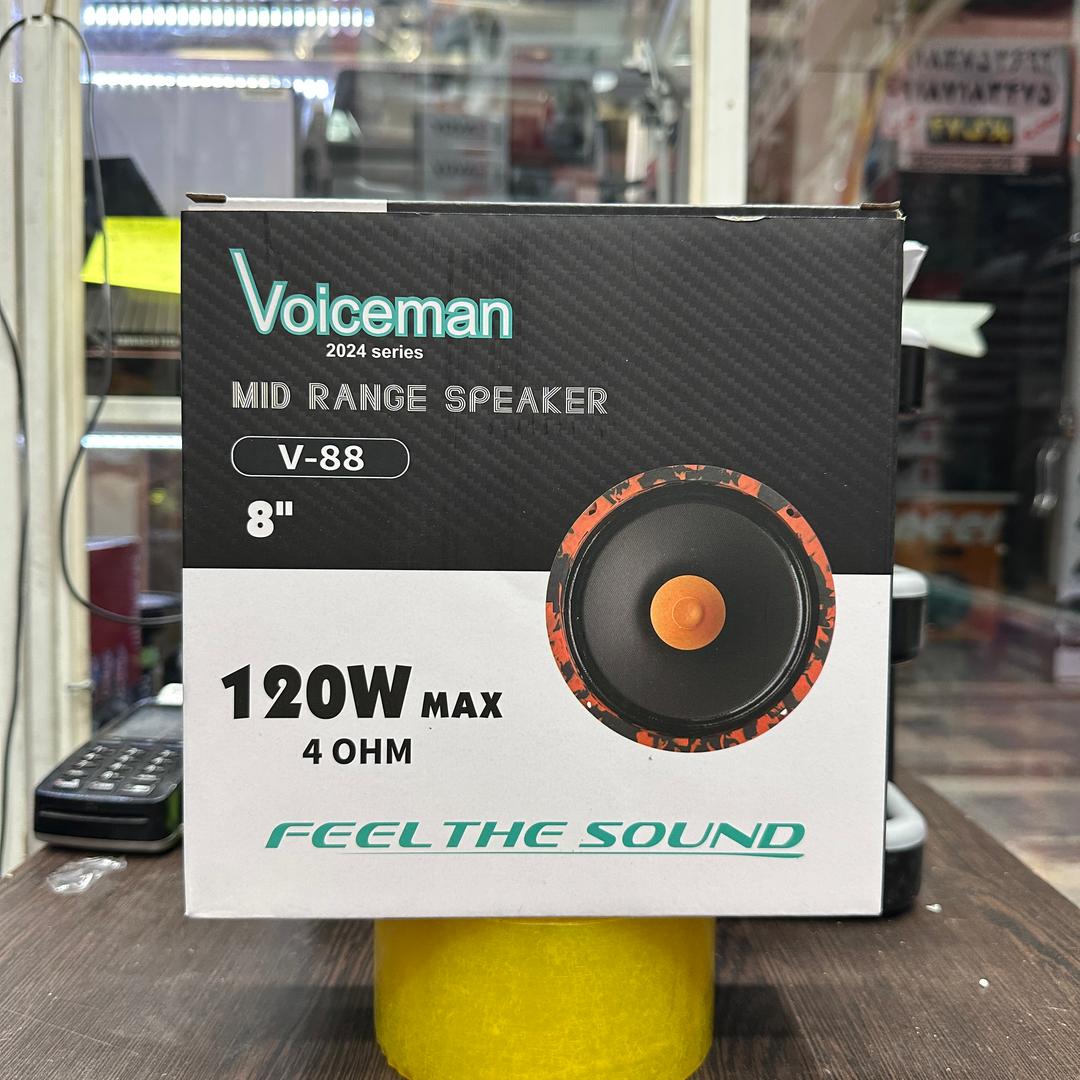 Voiceman
2024 series
MID RANGE SPEAKER
V-88
8"
120W MAX
4 OHM
FEEL THE SOUND